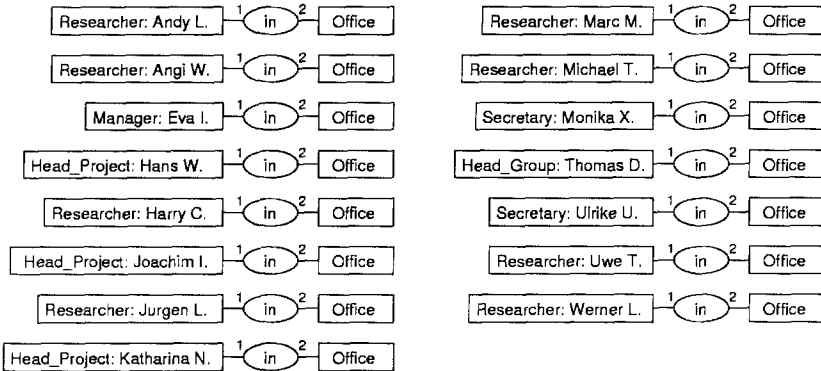 Researcher: Andy L. 1 in 2 Office
Researcher: Angi W. 1 in 2 Office
Manager: Eva I. 1 in 2 Office
Head_Project: Hans W. 1 in 2 Office
Researcher: Harry C. 1 in 2 Office
Head_Project: Joachim I. 1 in 2 Office
Researcher: Jurgen L. 1 in 2 Office
Head_Project: Katharina N. 1 in 2 Office
Researcher: Marc M. 1 in 2 Office
Researcher: Michael T. 1 in 2 Office
Secretary: Monika X. 1 in 2 Office
Head_Group: Thomas D. 1 in 2 Office
Secretary: Ulrike U. 1 in 2 Office
Researcher: Uwe T. 1 in 2 Office
Researcher: Werner L. 1 in 2 Office